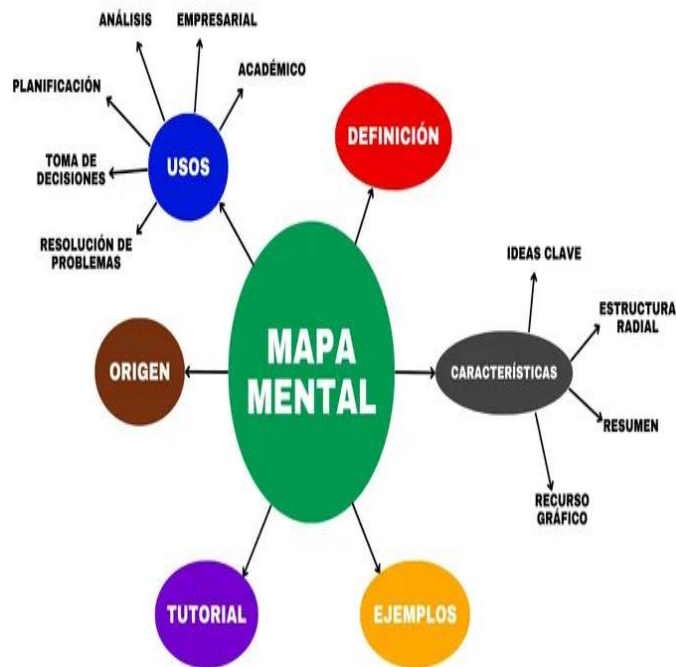 ANÁLISIS
EMPRESARIAL
ACADÉMICO
PLANIFICACIÓN
TOMA DE
DECISIONES
RESOLUCIÓN DE
PROBLEMAS
USOS
DEFINICIÓN
MAPA
MENTAL
ORIGEN
CARACTERÍSTICAS
IDEAS CLAVE
ESTRUCTURA
RADIAL
RESUMEN
RECURSO
GRÁFICO
TUTORIAL
EJEMPLOS